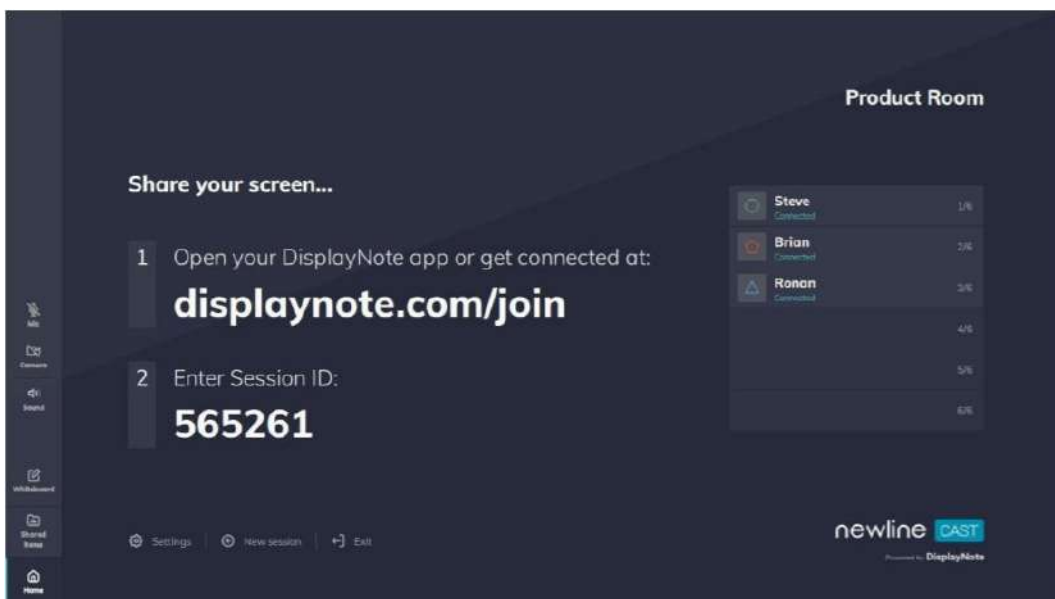 Product Room
Share your screen...
1 Open your DisplayNote app or get connected at:
displaynote.com/join
2 Enter Session ID:
565261
Steve 1/6
Connected
Brian 2/6
Connected
Ronan 3/6
Connected
4/6
5/6
6/6
Mic
Camera
Sound
Whiteboard
Shared
Items
Home
Settings
New session
Exit
newline CAST
Powered by DisplayNote